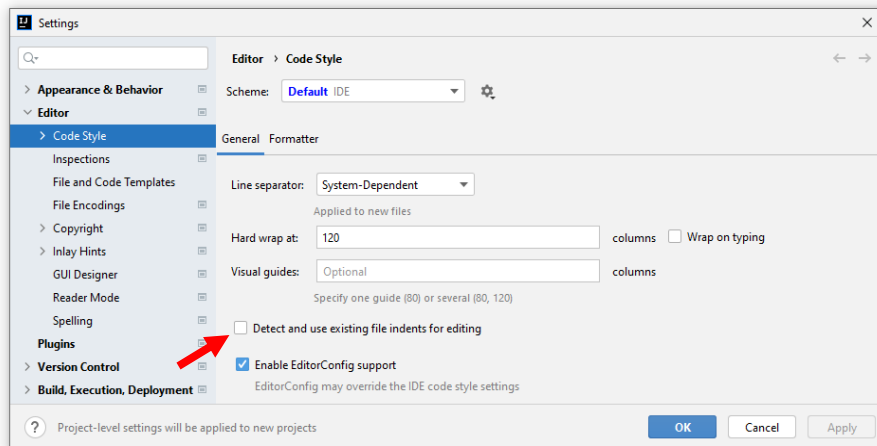 Settings
Editor > Code Style
Scheme: Default IDE
Appearance & Behavior
Editor
Code Style
Inspections
File and Code Templates
File Encodings
Copyright
Inlay Hints
GUI Designer
Reader Mode
Spelling
Plugins
Version Control
Build, Execution, Deployment
General Formatter
Line separator: System-Dependent
Applied to new files
Hard wrap at: 120 columns Wrap on typing
Visual guides: Optional columns
Specify one guide (80) or several (80, 120)
Detect and use existing file indents for editing
Enable EditorConfig support
EditorConfig may override the IDE code style settings
? Project-level settings will be applied to new projects
OK Cancel Apply